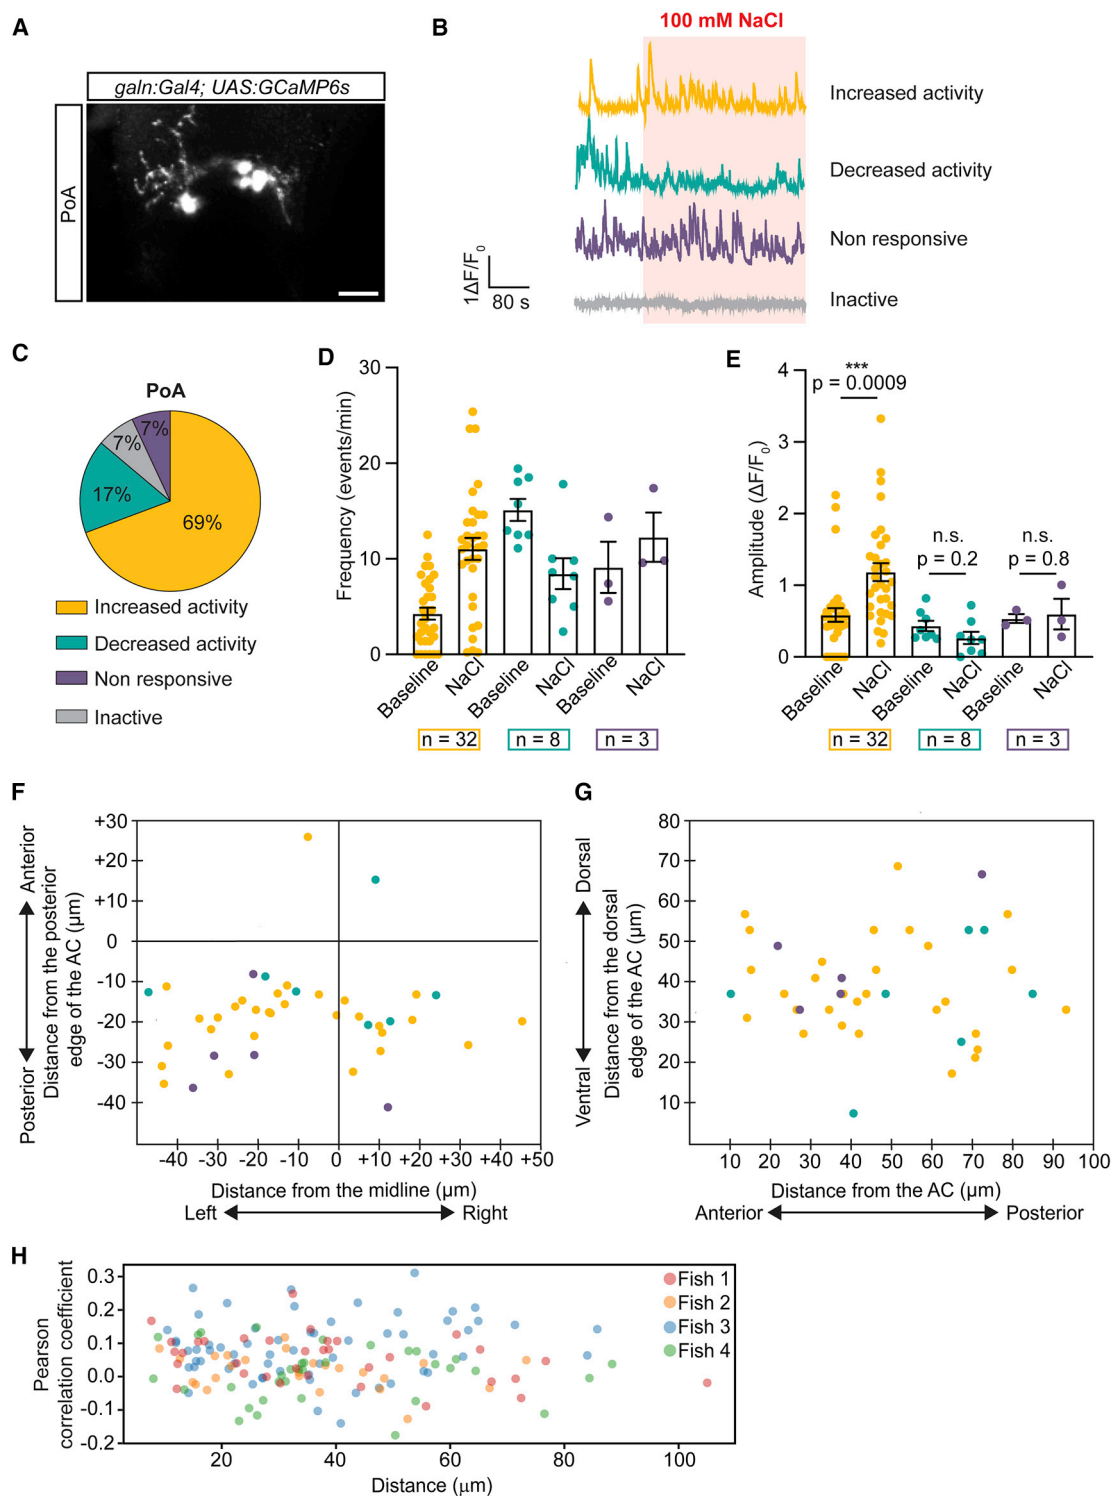 A
galn:Gal4; UAS:GCaMP6s
PoA
B
100 mM NaCl
Increased activity
Decreased activity
Non responsive
Inactive
1ΔF/F0
80 s
C
PoA
7%
7%
17%
69%
Increased activity
Decreased activity
Non responsive
Inactive
D
Frequency (events/min)
30
20
10
0
Baseline
NaCl
Baseline
NaCl
Baseline
NaCl
n = 32
n = 8
n = 3
E
Amplitude (ΔF/F0)
4
3
2
1
0
***
p = 0.0009
n.s.
p = 0.2
n.s.
p = 0.8
Baseline
NaCl
Baseline
NaCl
Baseline
NaCl
n = 32
n = 8
n = 3
F
Posterior
Anterior
Distance from the posterior
edge of the AC (µm)
+30
+20
+10
0
-10
-20
-30
-40
-40 -30 -20 -10 0 +10 +20 +30 +40 +50
Distance from the midline (µm)
Left
Right
G
Ventral
Dorsal
Distance from the dorsal
edge of the AC (µm)
80
70
60
50
40
30
20
10
10 20 30 40 50 60 70 80 90 100
Distance from the AC (µm)
Anterior
Posterior
H
Pearson
correlation coefficient
0.3
0.2
0.1
0.0
-0.1
-0.2
Fish 1
Fish 2
Fish 3
Fish 4
20 40 60 80 100
Distance (µm)